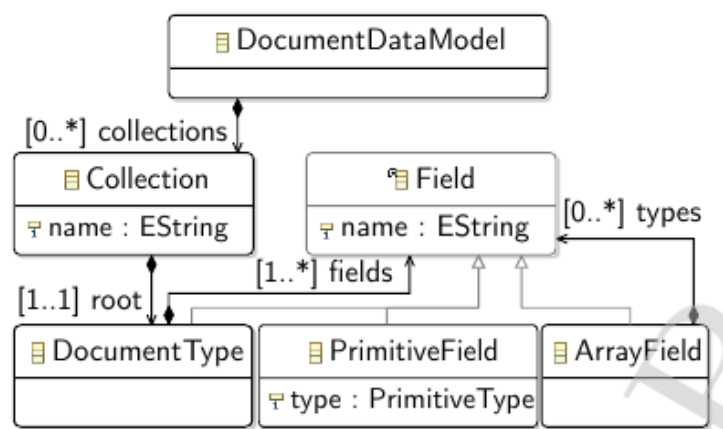 DocumentDataModel
[0..*] collections
Collection
Field
name : EString
name : EString
[0..*] types
[1..*] fields
[1..1] root
DocumentType
PrimitiveField
ArrayField
type : PrimitiveType